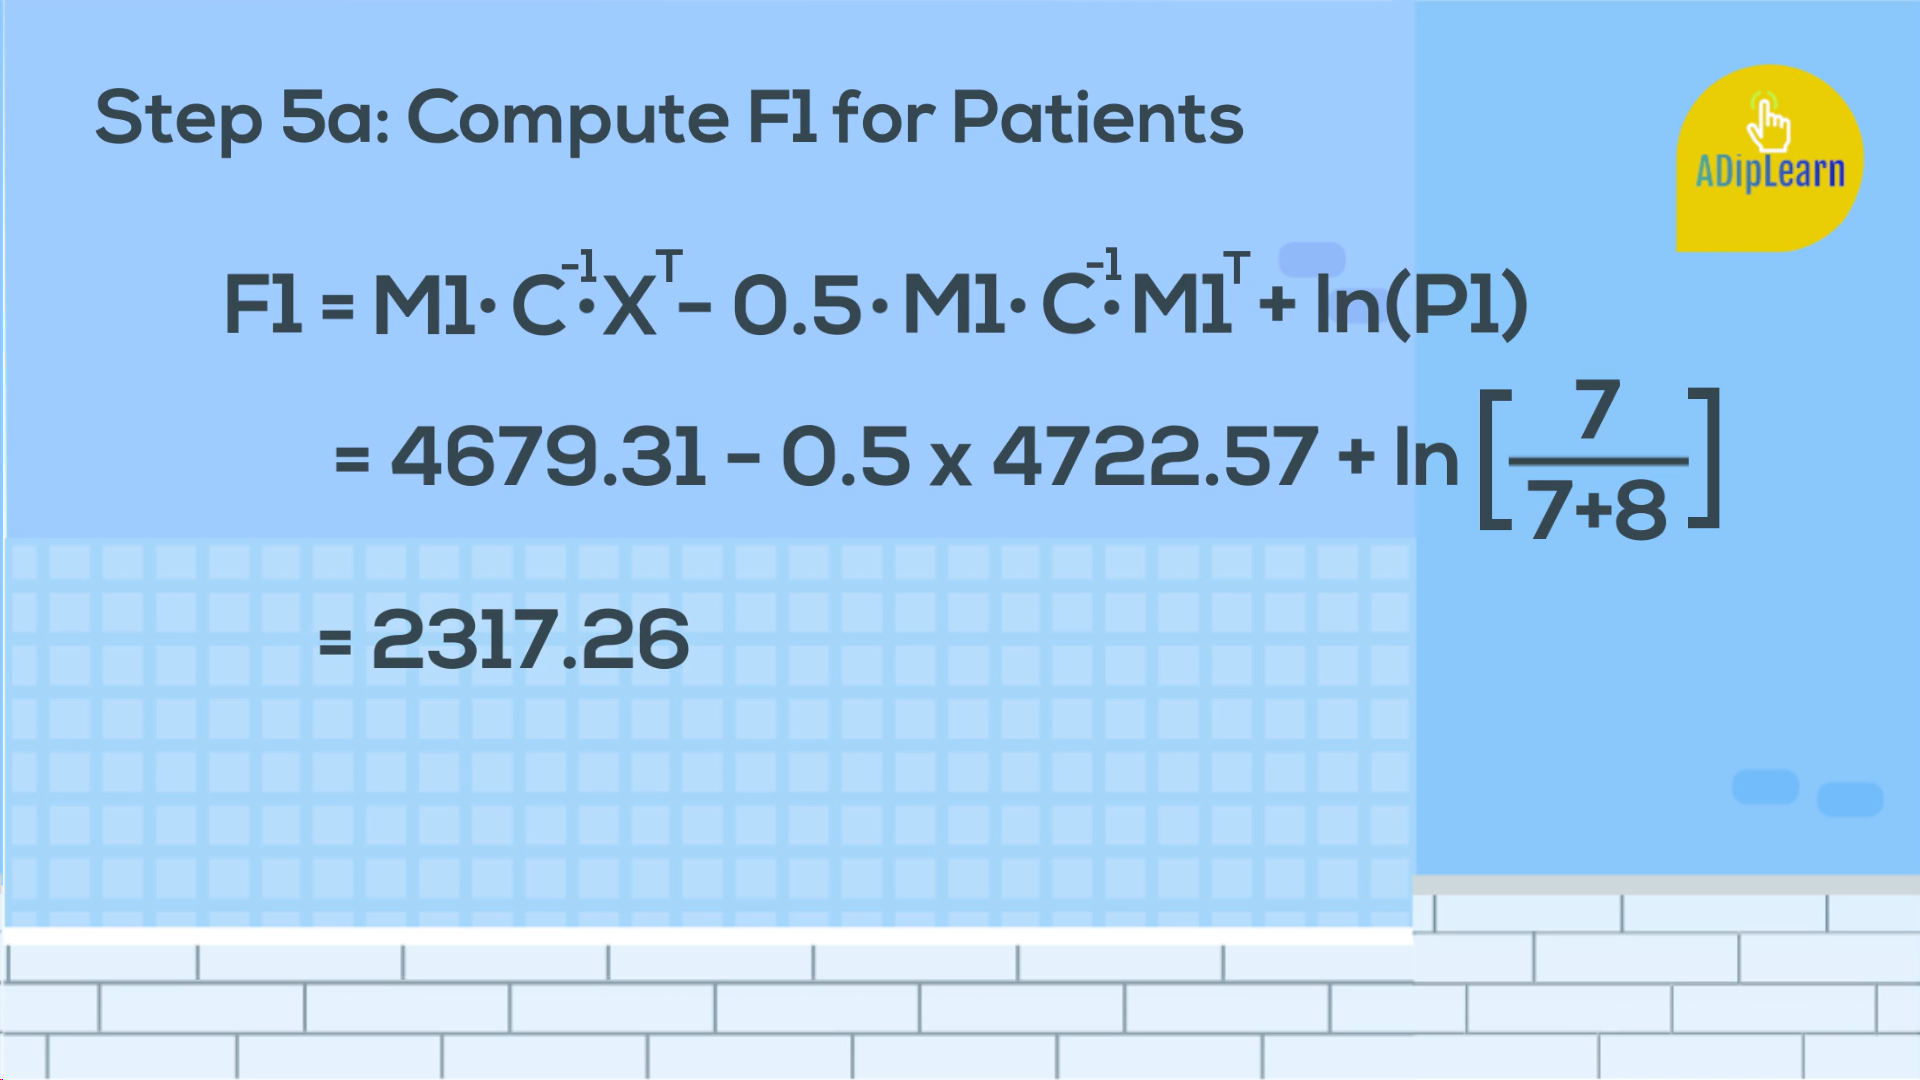 Step 5a: Compute F1 for Patients
ADipLearn
F1 = M1· C⁻¹·Xᵀ - 0.5 · M1· C⁻¹·M1ᵀ + ln(P1)
= 4679.31 - 0.5 x 4722.57 + ln [ 7
7+8 ]
= 2317.26